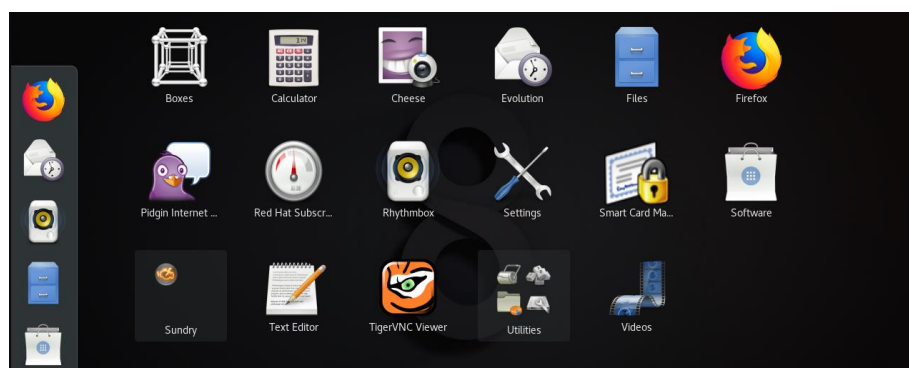 Boxes Calculator Cheese Evolution Files Firefox
Pidgin Internet ... Red Hat Subscr... Rhythmbox Settings Smart Card Ma... Software
Sundry Text Editor TigerVNC Viewer Utilities Videos